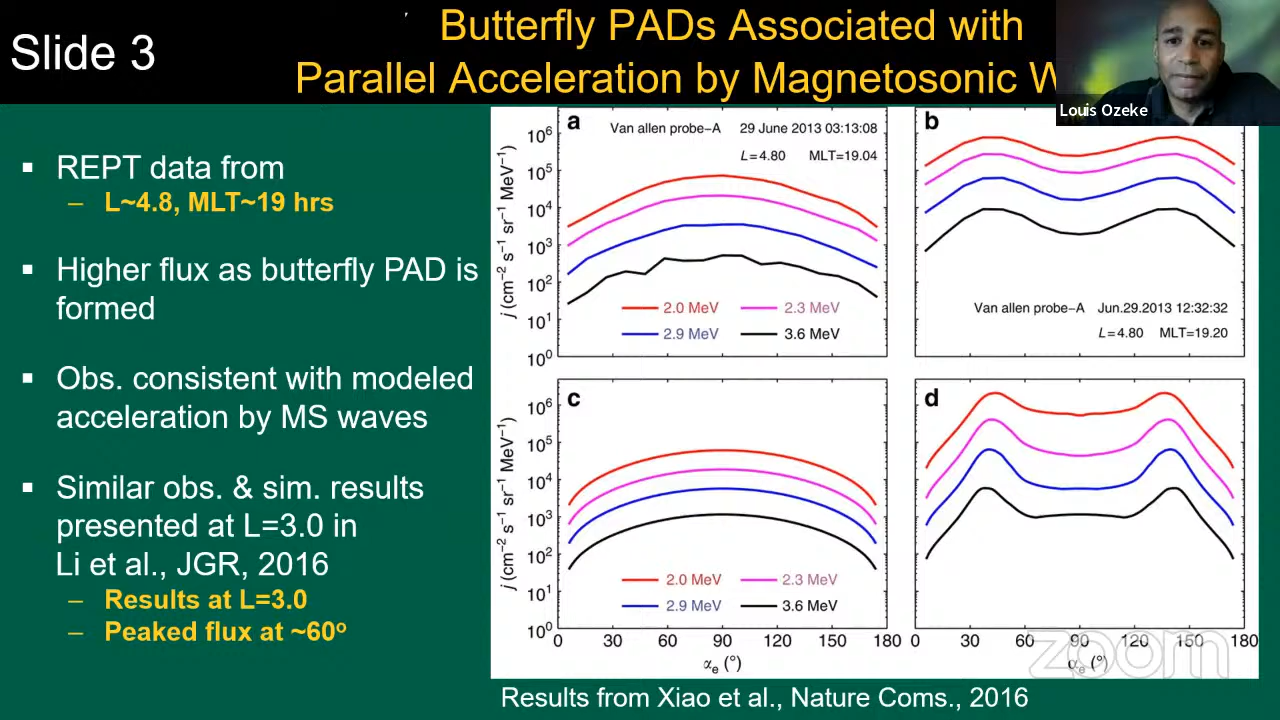 Slide 3
Butterfly PADs Associated with
Parallel Acceleration by Magnetosonic
Louis Ozeke
▪ REPT data from
– L~4.8, MLT~19 hrs
▪ Higher flux as butterfly PAD is
formed
▪ Obs. consistent with modeled
acceleration by MS waves
▪ Similar obs. & sim. results
presented at L=3.0 in
Li et al., JGR, 2016
– Results at L=3.0
– Peaked flux at ~60º
a
Van allen probe-A 29 June 2013 03:13:08
L=4.80 MLT=19.04
10⁶
10⁵
10⁴
10³
10²
10¹
10⁰
j (cm⁻² s⁻¹ sr⁻¹ MeV⁻¹)
2.0 MeV 2.3 MeV
2.9 MeV 3.6 MeV
b
Van allen probe-A Jun.29.2013 12:32:32
L=4.80 MLT=19.20
c
10⁶
10⁵
10⁴
10³
10²
10¹
10⁰
j (cm⁻² s⁻¹ sr⁻¹ MeV⁻¹)
2.0 MeV 2.3 MeV
2.9 MeV 3.6 MeV
0 30 60 90 120 150 180
αe (°)
d
30 60 90 120 150 180
αe (°)
zoom
Results from Xiao et al., Nature Coms., 2016